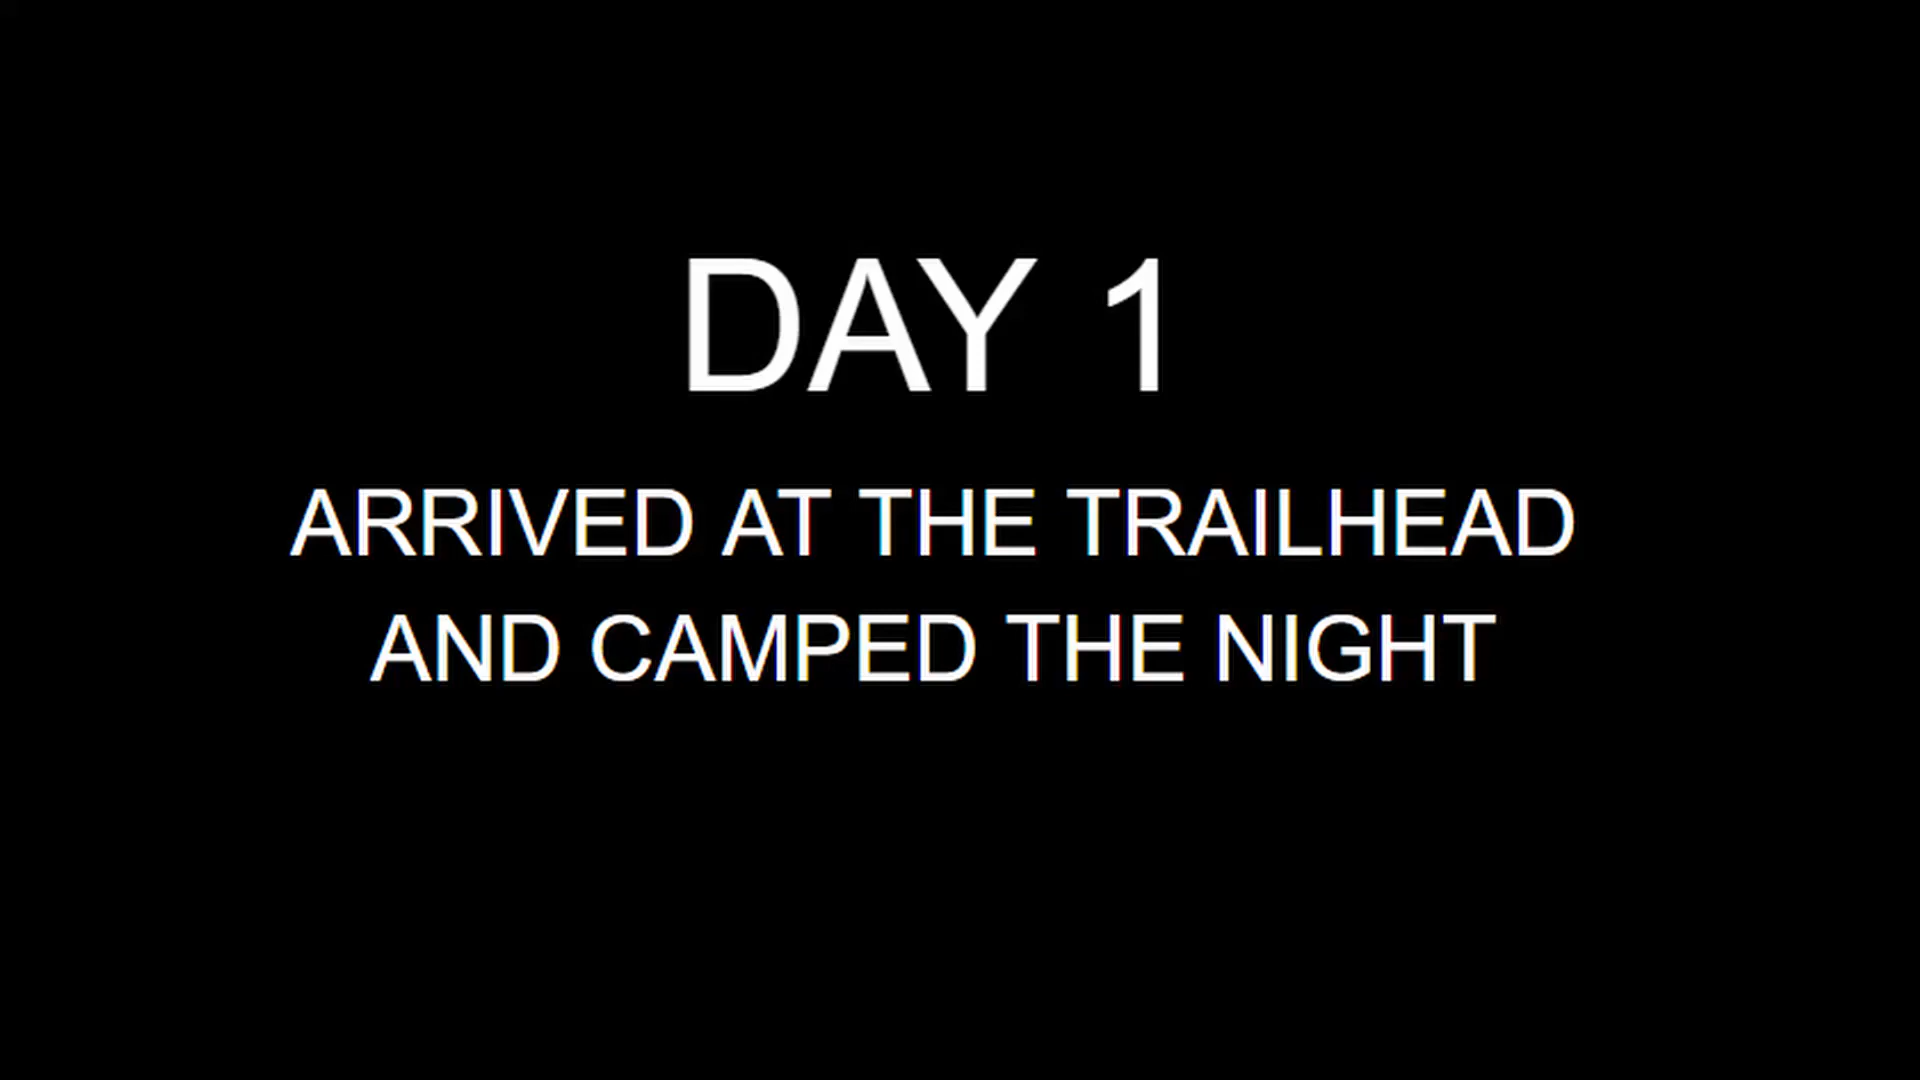 DAY 1
ARRIVED AT THE TRAILHEAD
AND CAMPED THE NIGHT